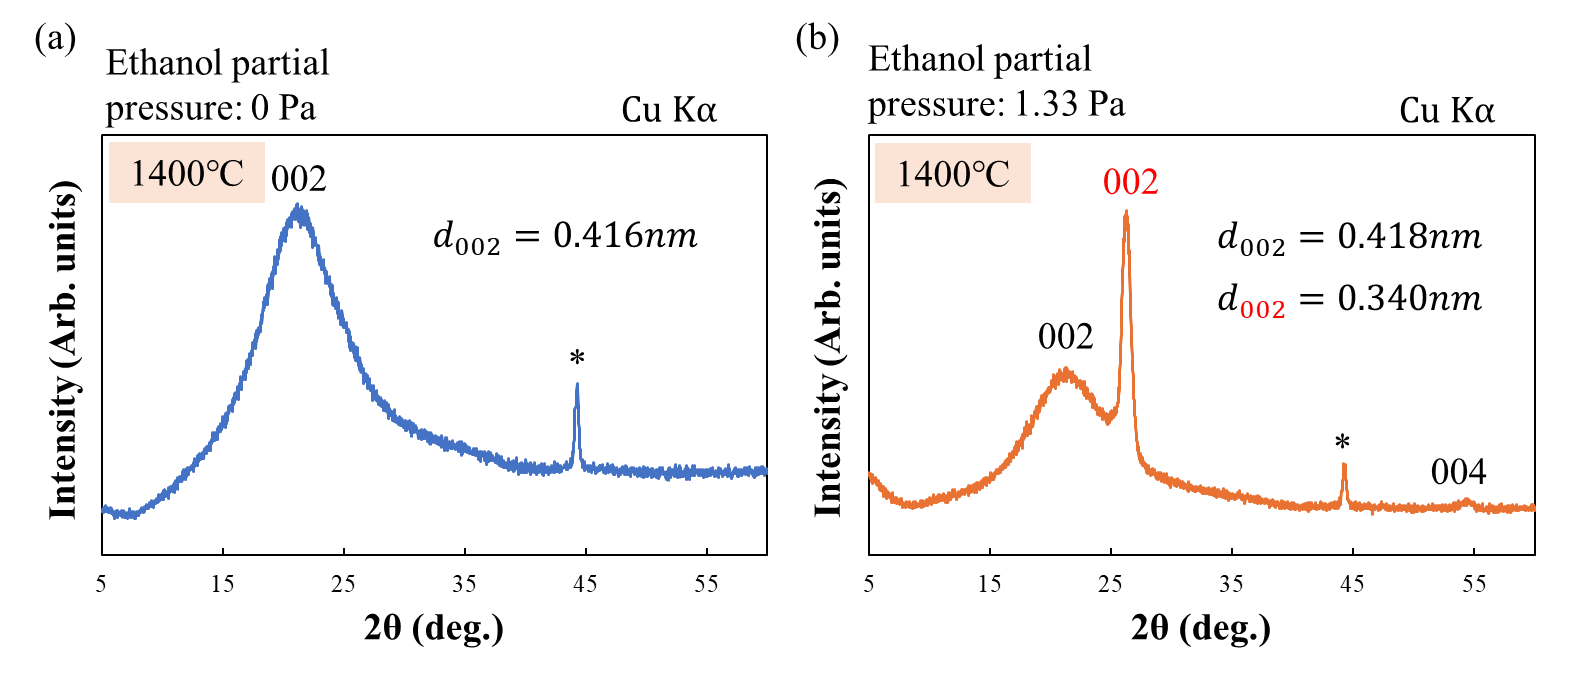 (a)
Ethanol partial
pressure: 0 Pa
Cu Kα
1400℃
002
d₀₀₂ = 0.416nm
*
Intensity (Arb. units)
5 15 25 35 45 55
2θ (deg.)
(b)
Ethanol partial
pressure: 1.33 Pa
Cu Kα
1400℃
002
d₀₀₂ = 0.418nm
d₀₀₂ = 0.340nm
002
*
004
Intensity (Arb. units)
5 15 25 35 45 55
2θ (deg.)